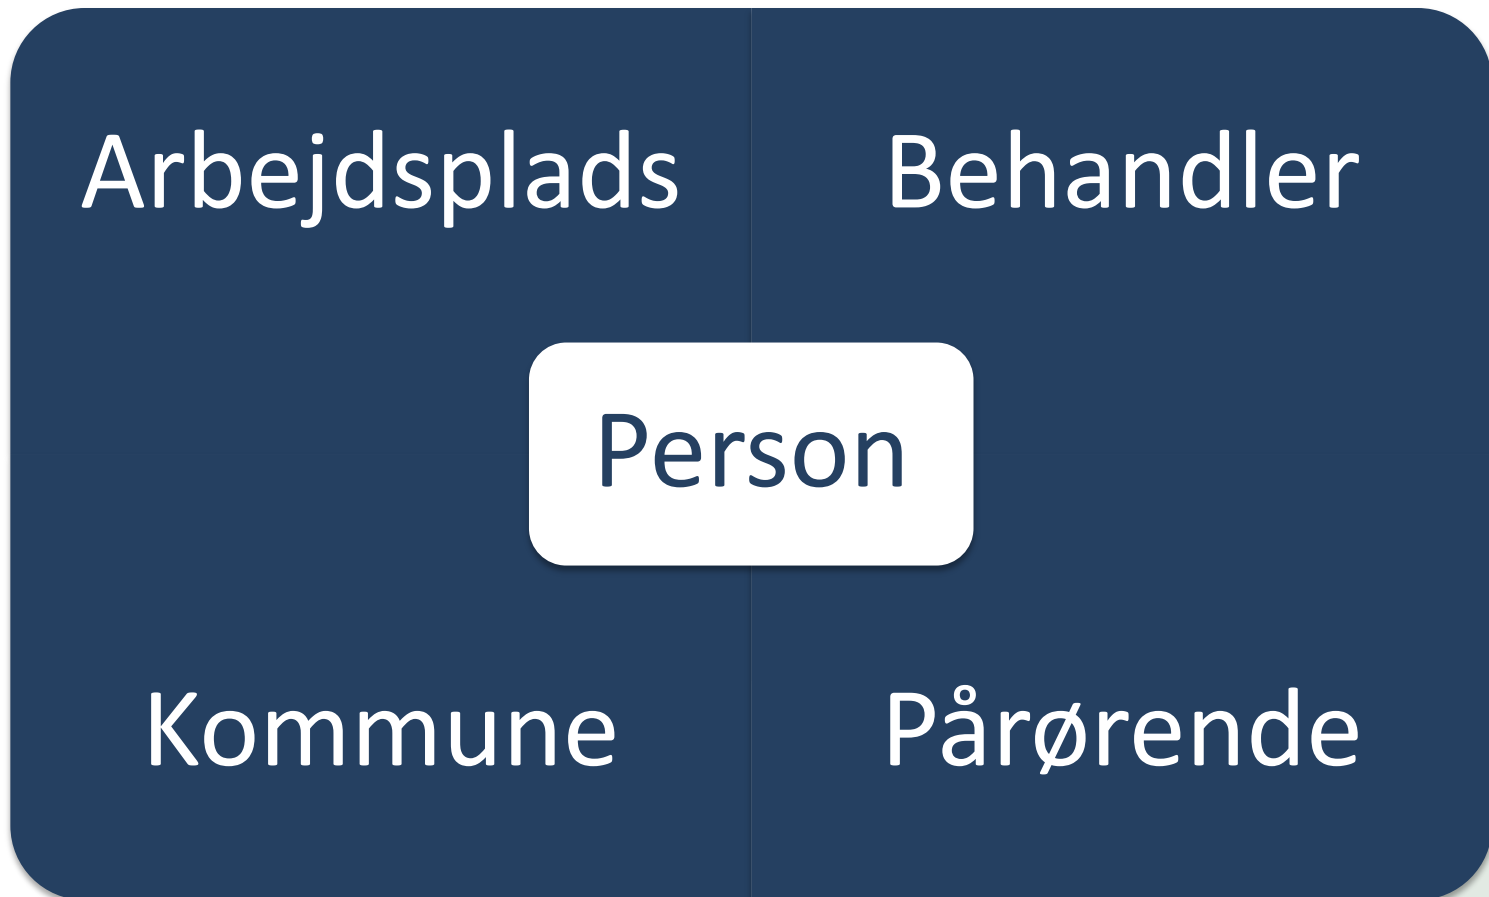 Arbejdsplads
Behandler
Person
Kommune
Pårørende